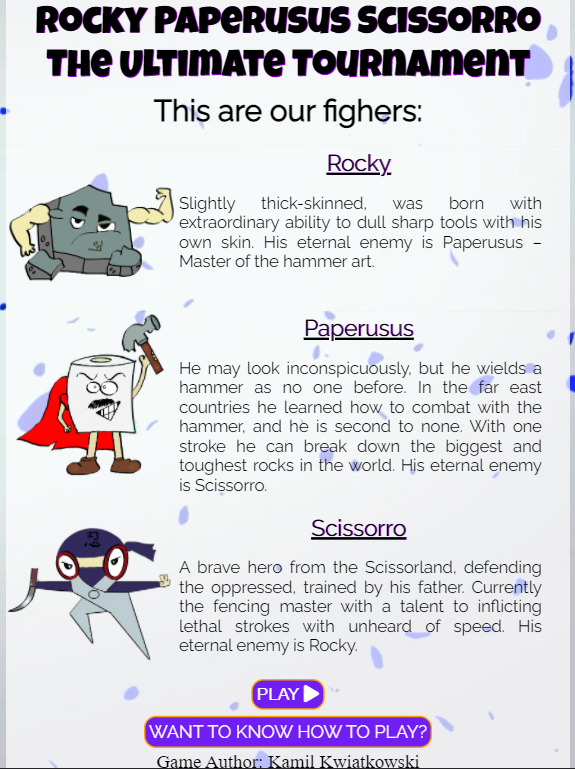 ROCKY PAPERUSUS SCISSORRO
THE ULTIMATE TOURNAMENT
This are our fighers:
Rocky
Slightly thick-skinned, was born with
extraordinary ability to dull sharp tools with his
own skin. His eternal enemy is Paperusus –
Master of the hammer art.
Paperusus
He may look inconspicuously, but he wields a
hammer as no one before. In the far east
countries he learned how to combat with the
hammer, and he is second to none. With one
stroke he can break down the biggest and
toughest rocks in the world. His eternal enemy
is Scissorro.
Scissorro
A brave hero from the Scissorland, defending
the oppressed, trained by his father. Currently
the fencing master with a talent to inflicting
lethal strokes with unheard of speed. His
eternal enemy is Rocky.
PLAY
WANT TO KNOW HOW TO PLAY?
Game Author: Kamil Kwiatkowski